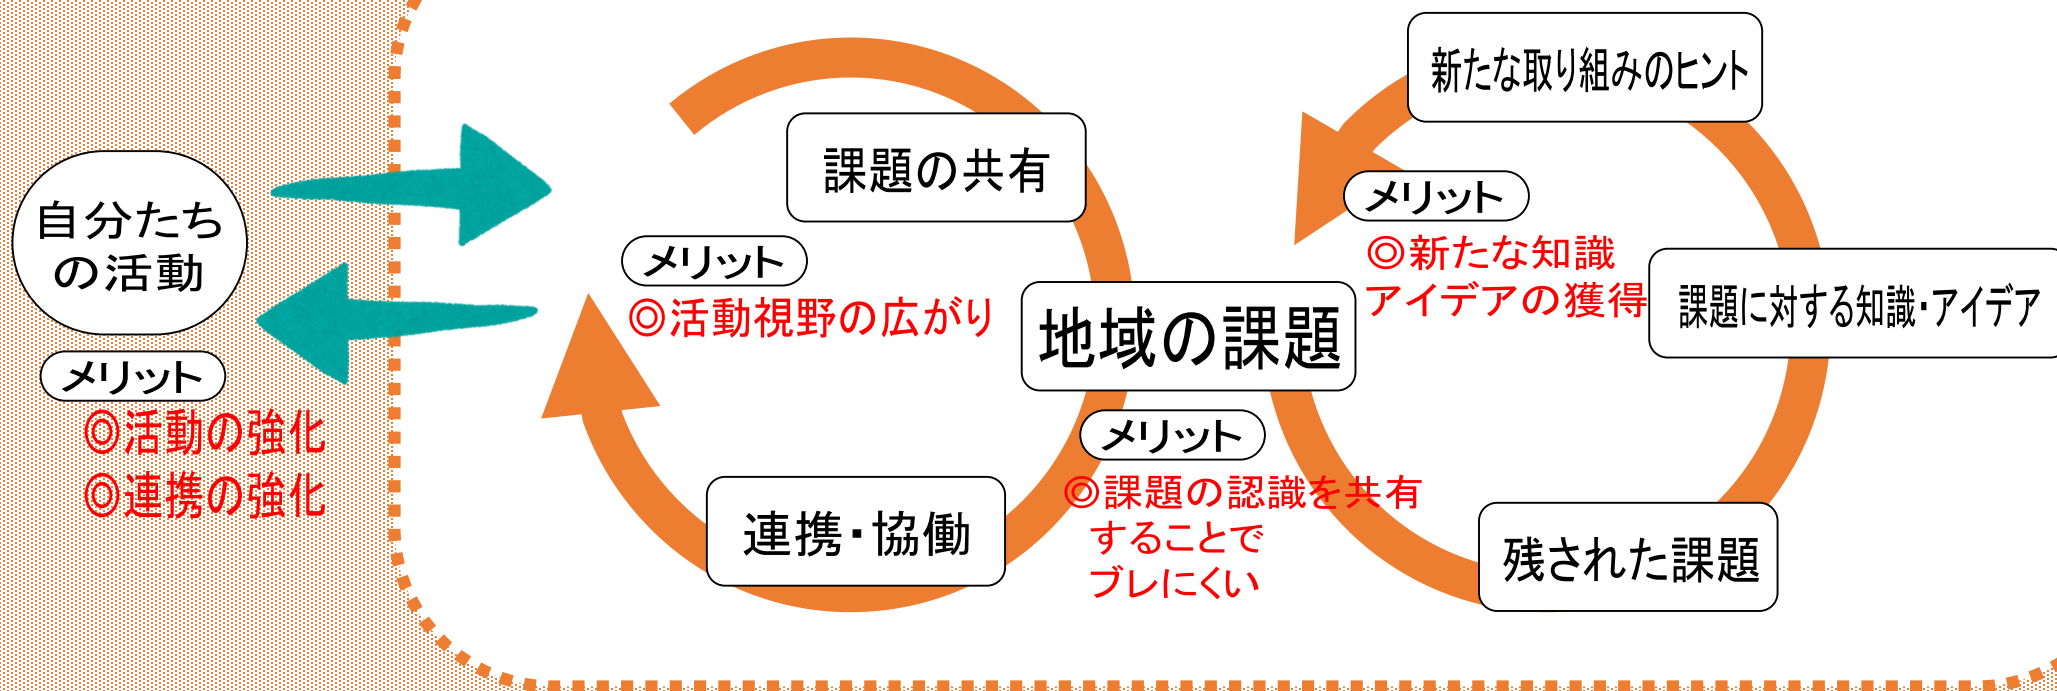 自分たち
の活動
メリット
◎活動の強化
◎連携の強化
課題の共有
メリット
◎活動視野の広がり
連携・協働
地域の課題
メリット
◎課題の認識を共有
することで
ブレにくい
新たな取り組みのヒント
メリット
◎新たな知識
アイデアの獲得
課題に対する知識・アイデア
残された課題